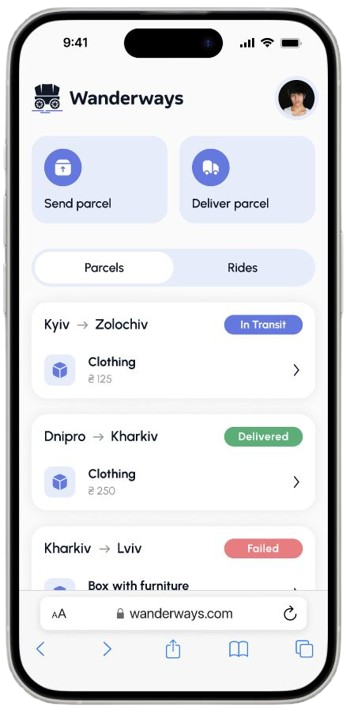 9:41
Wanderways
Send parcel
Deliver parcel
Parcels
Rides
Kyiv → Zolochiv
In Transit
Clothing
₴ 125
Dnipro → Kharkiv
Delivered
Clothing
₴ 250
Kharkiv → Lviv
Failed
Box with furniture
AA
wanderways.com